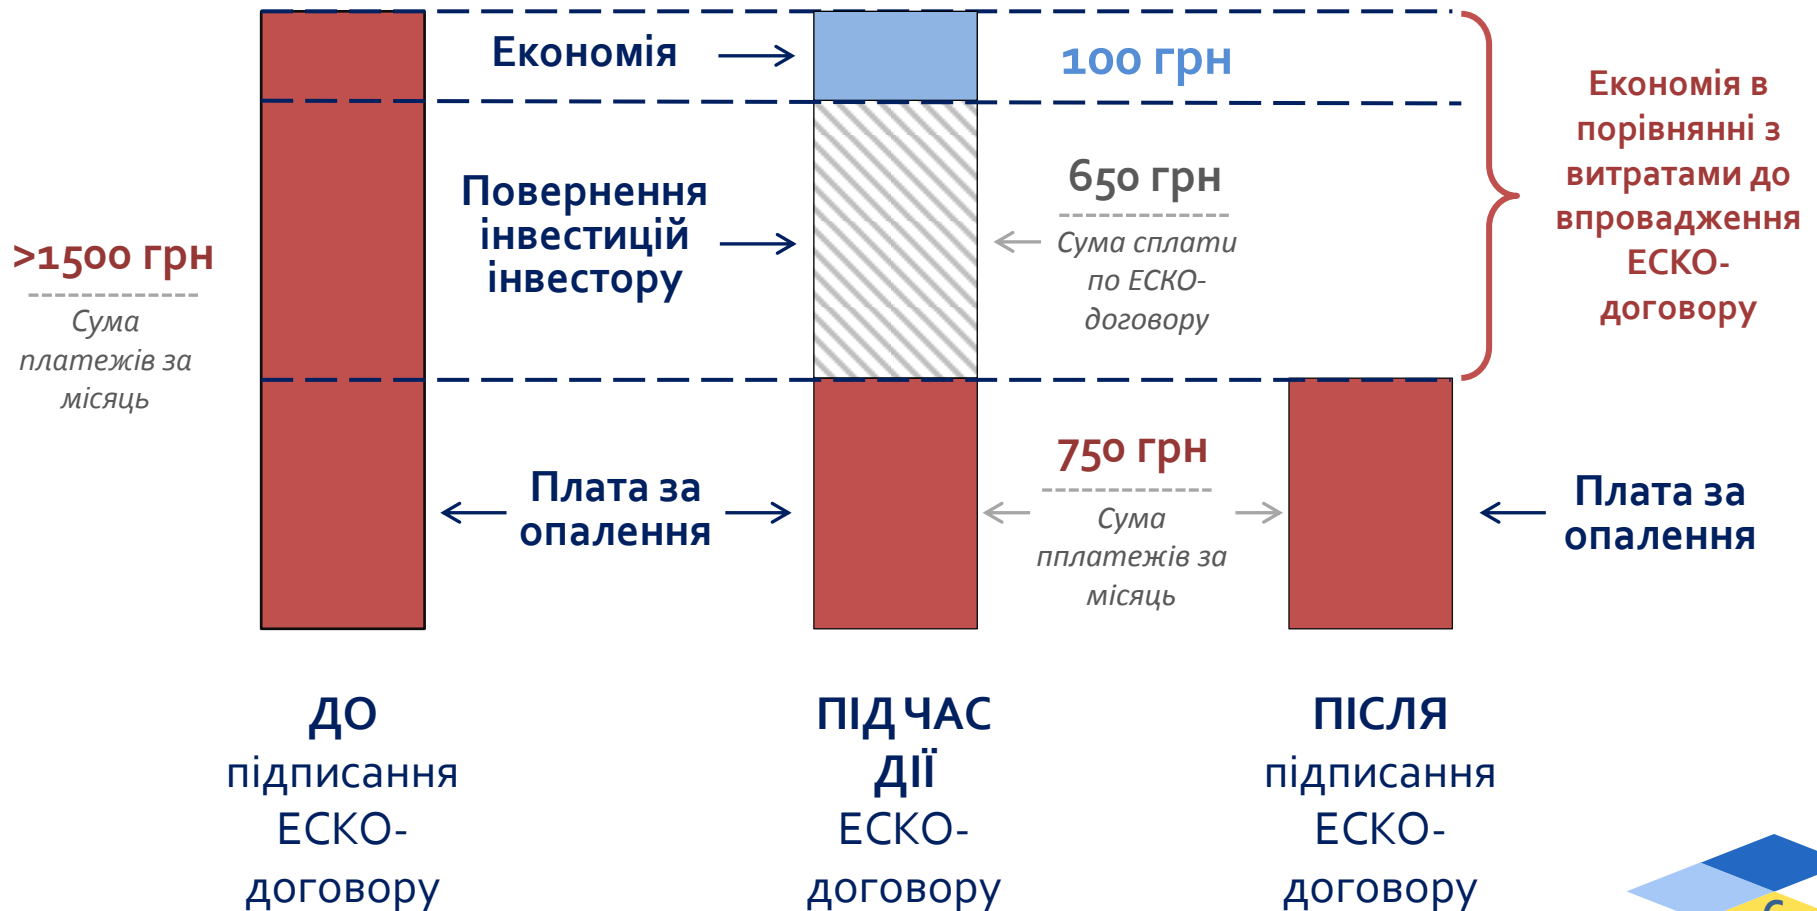 Економія
100 грн
Економія в
порівнянні з
витратами до
впровадження
ЕСКО-
договору
>1500 грн
Сума
платежів за
місяць
Повернення
інвестицій
інвестору
650 грн
Сума сплати
по ЕСКО-
договору
Плата за
опалення
750 грн
Сума
пплатежів за
місяць
Плата за
опалення
ДО
підписання
ЕСКО-
договору
ПІД ЧАС
ДІЇ
ЕСКО-
договору
ПІСЛЯ
підписання
ЕСКО-
договору